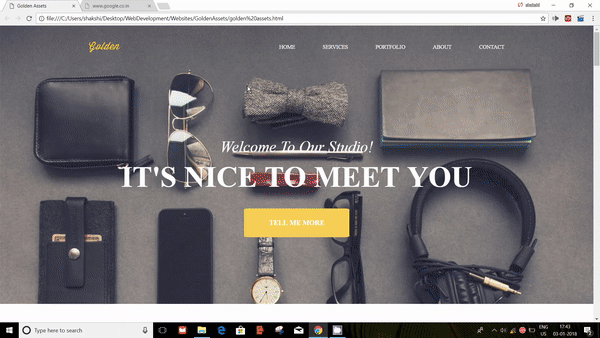 Golden Assets
www.google.co.in
file:///C:/Users/shakshi/Desktop/WebDevelopment/Websites/GoldenAssets/golden%20assets.html
Golden
HOME SERVICES PORTFOLIO ABOUT CONTACT
Welcome To Our Studio!
IT'S NICE TO MEET YOU
TELL ME MORE
Type here to search
ENG 17:43
US 03-01-2018